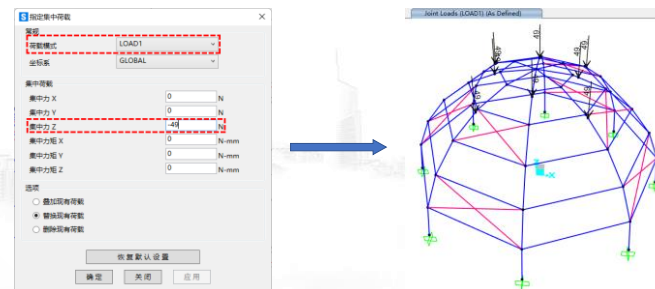 指定集中荷载
常规
荷载模式 LOAD1
坐标系 GLOBAL
集中荷载
集中力 X 0 N
集中力 Y 0 N
集中力 Z -49 N
集中力矩 X 0 N-mm
集中力矩 Y 0 N-mm
集中力矩 Z 0 N-mm
选项
叠加现有荷载
替换现有荷载
删除现有荷载
恢复默认设置
确定 关闭 应用
Joint Loads (LOAD1) (As Defined)
49
49
49
49
49
49
X